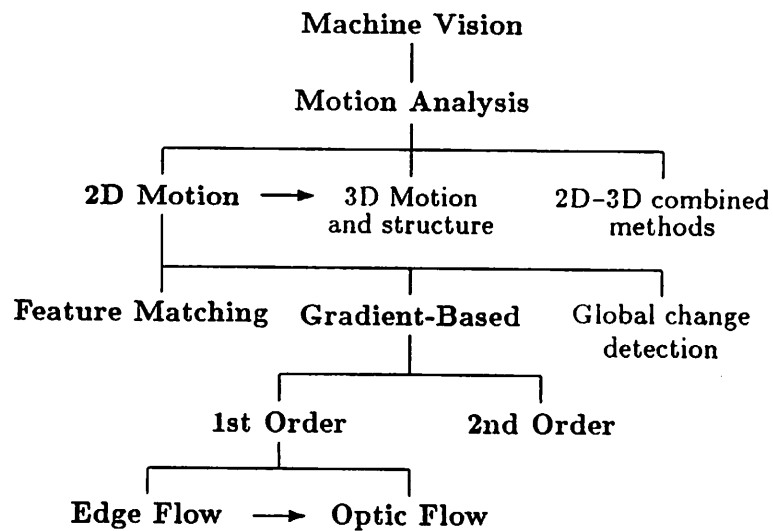 Machine Vision
Motion Analysis
2D Motion
3D Motion
and structure
2D-3D combined
methods
Feature Matching
Gradient-Based
Global change
detection
1st Order
2nd Order
Edge Flow
Optic Flow